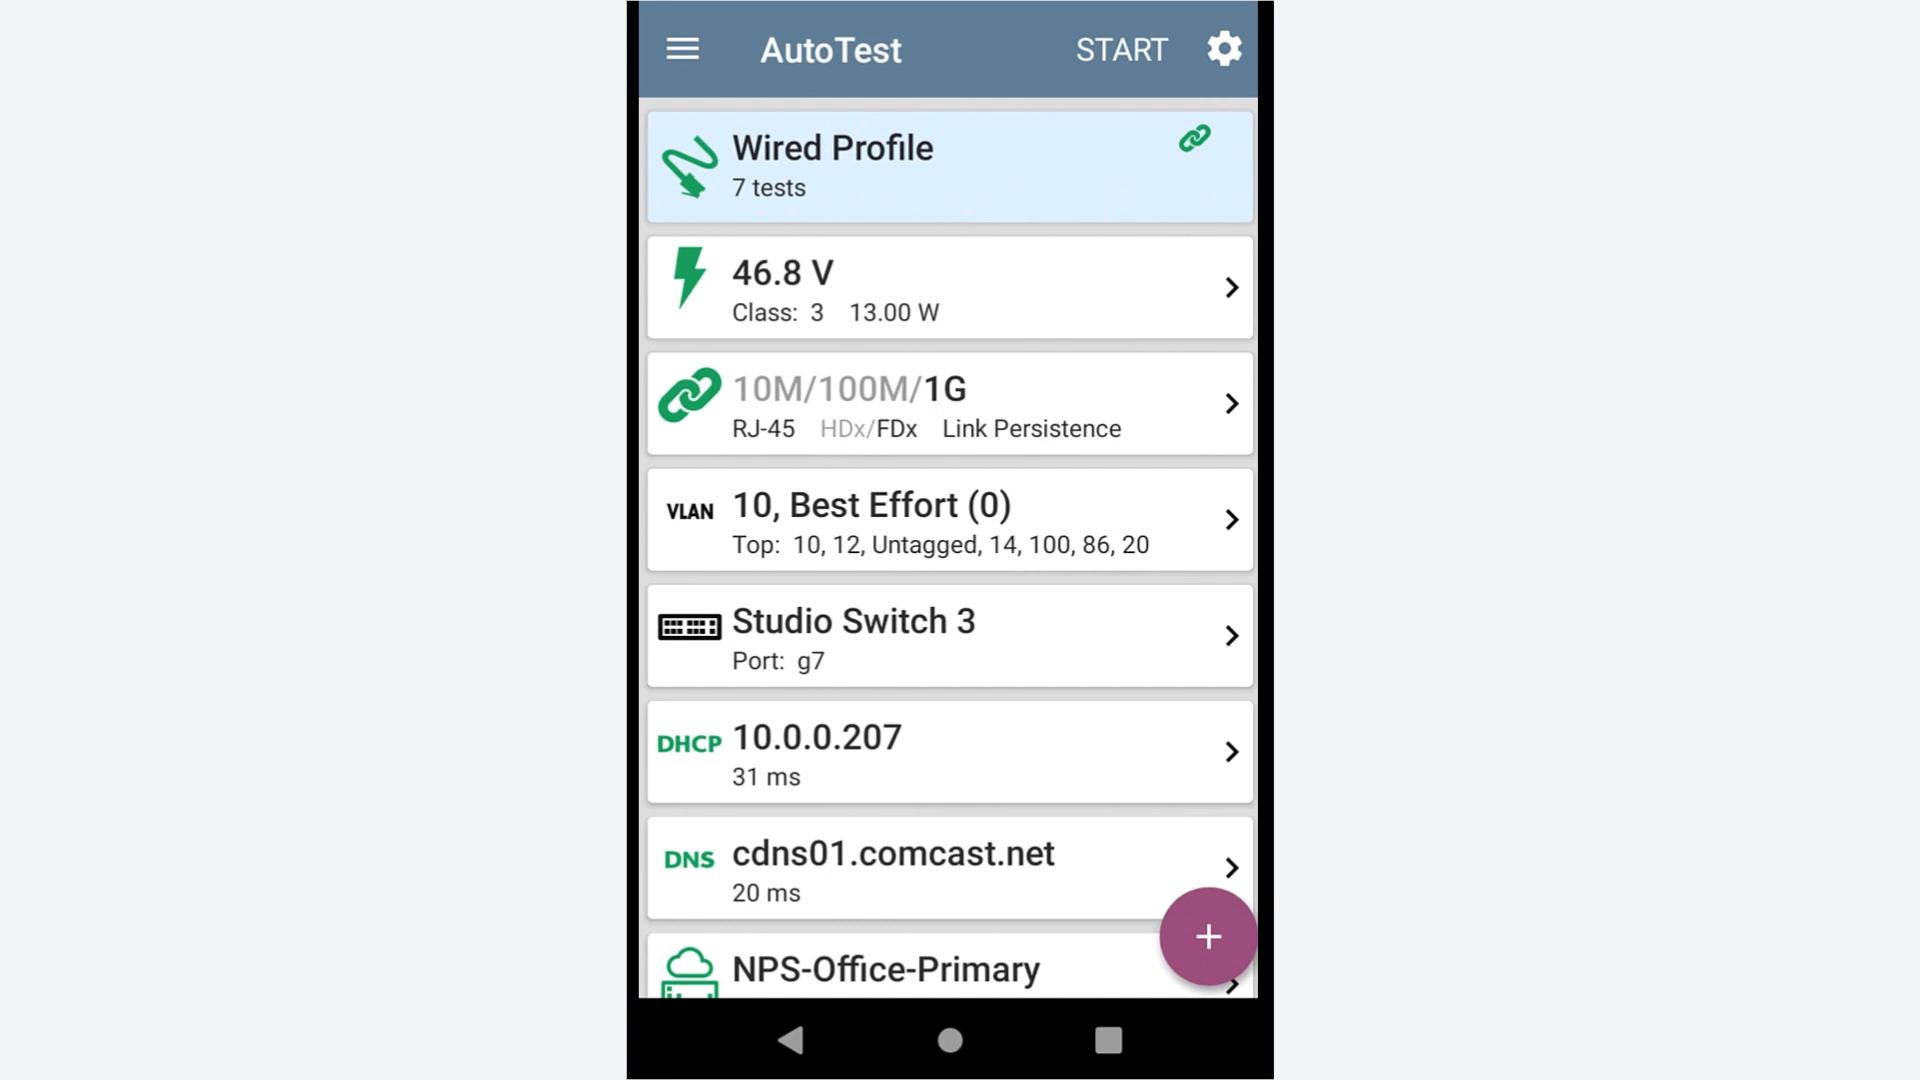 AutoTest START
Wired Profile
7 tests
46.8 V
Class: 3 13.00 W
10M/100M/1G
RJ-45 HDx/FDx Link Persistence
VLAN 10, Best Effort (0)
Top: 10, 12, Untagged, 14, 100, 86, 20
Studio Switch 3
Port: g7
DHCP 10.0.0.207
31 ms
DNS cdns01.comcast.net
20 ms
NPS-Office-Primary